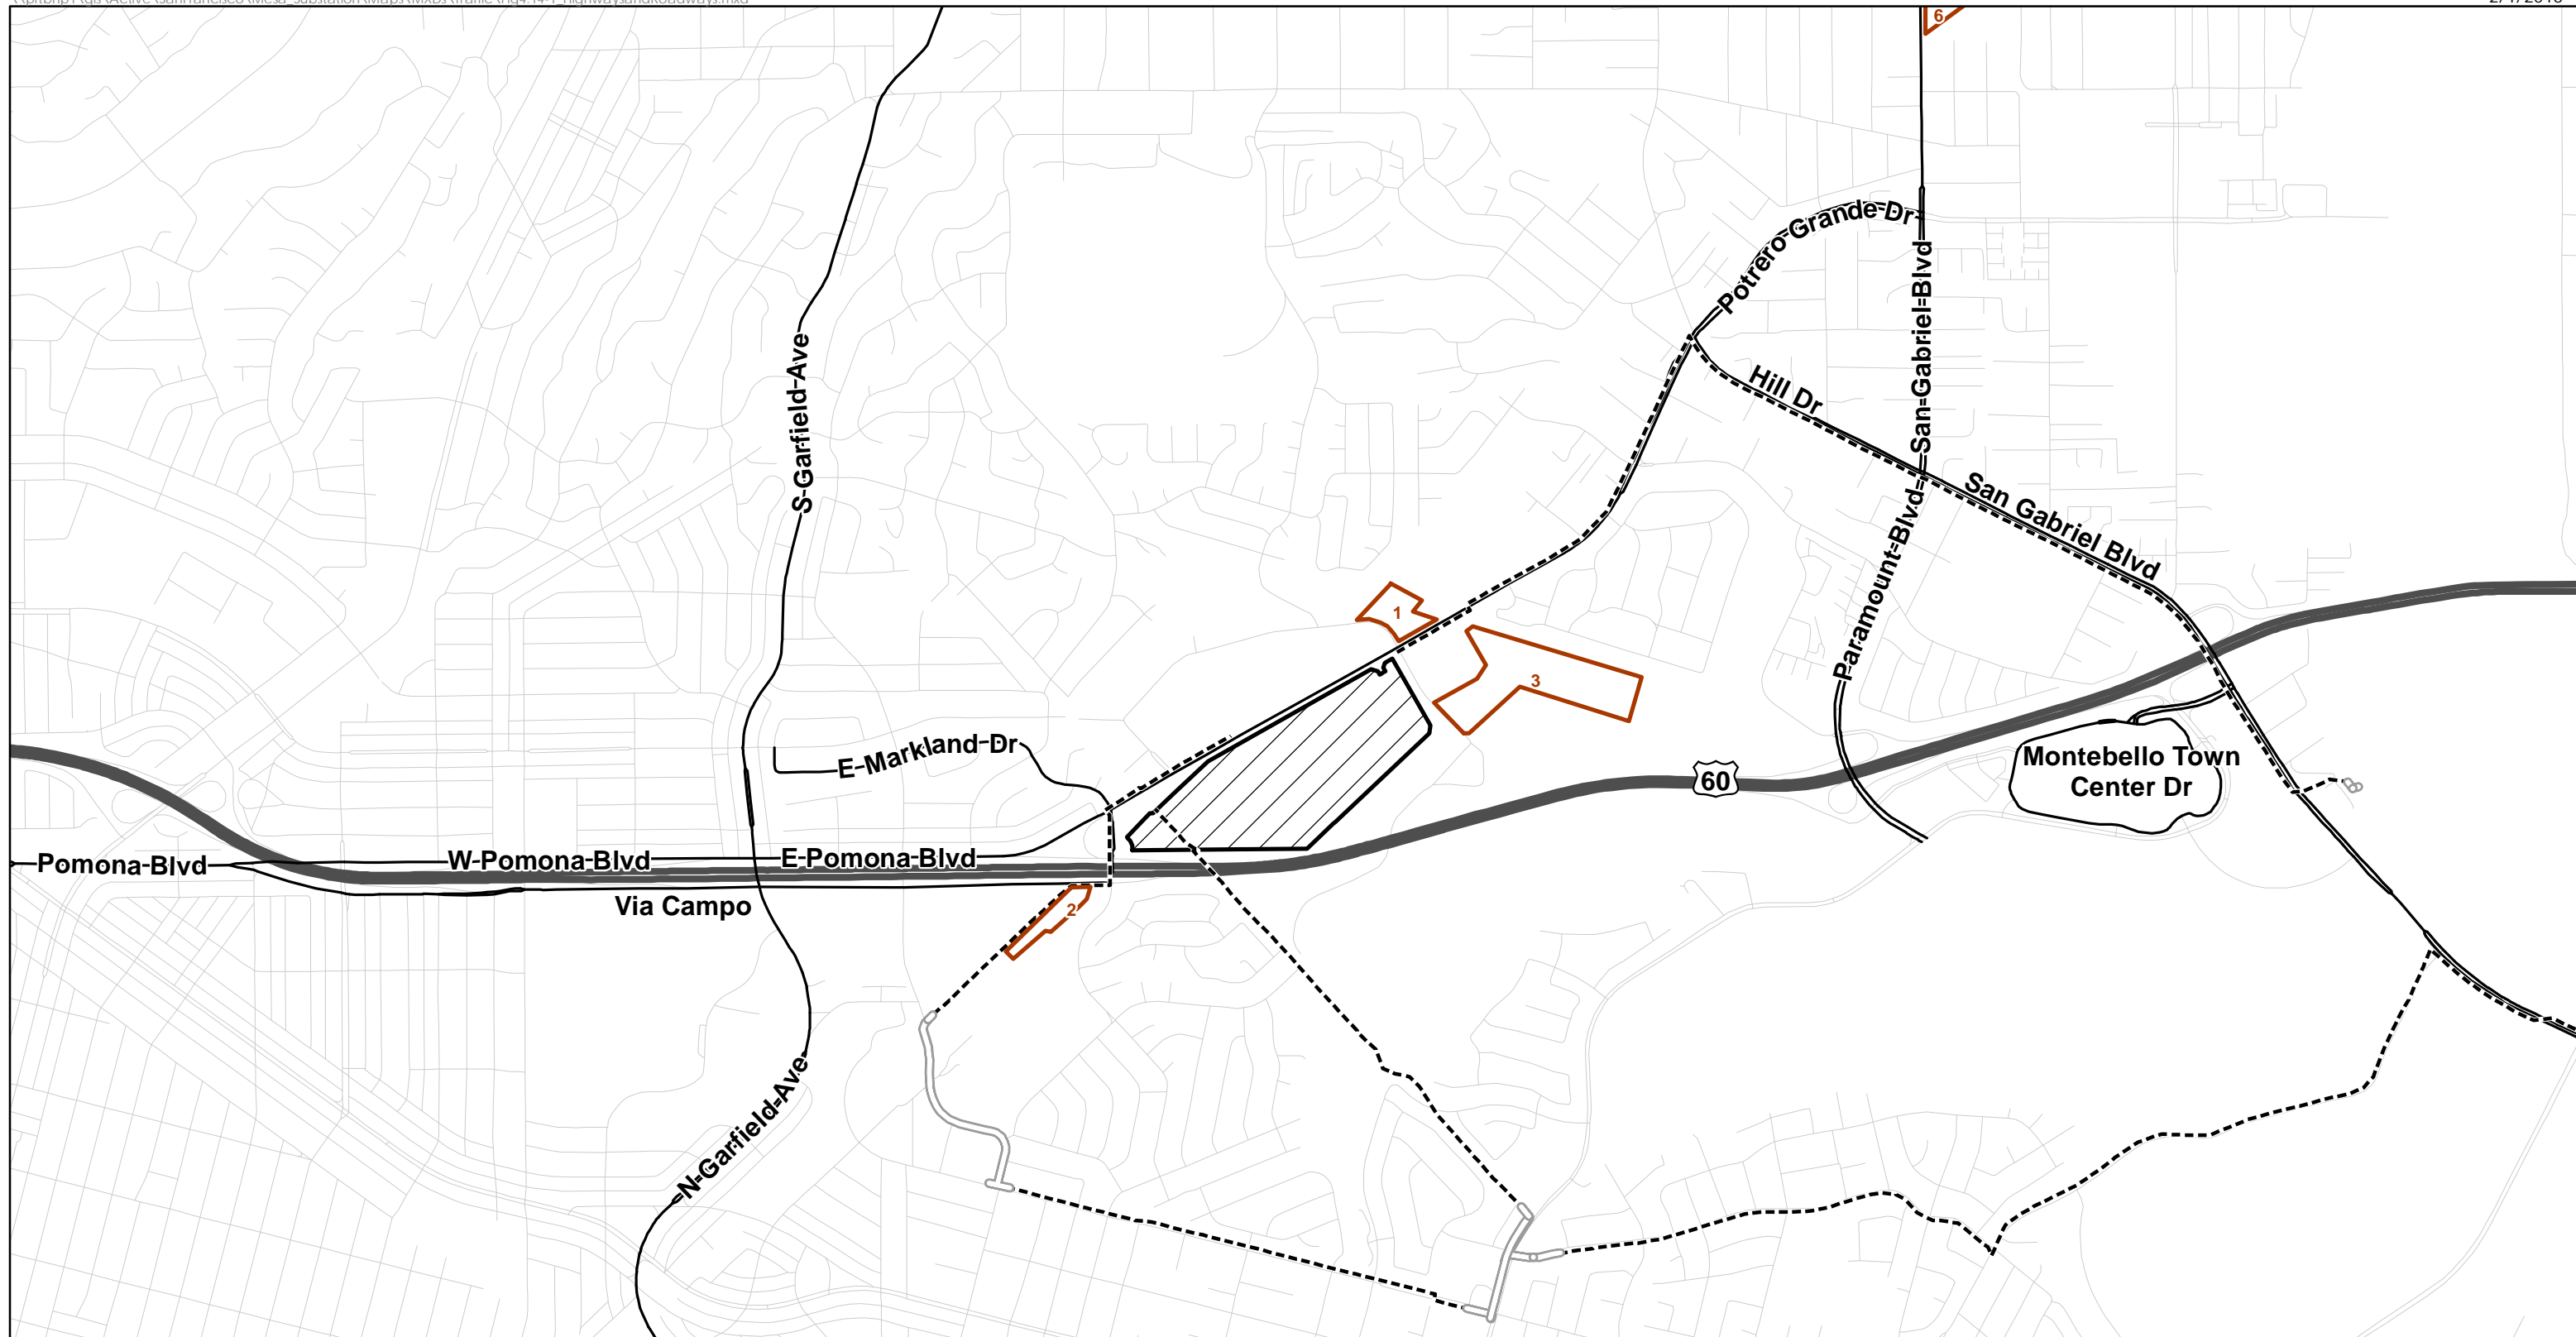 6
Potrero Grande Dr
San Gabriel Blvd
S Garfield Ave
Hill Dr
San Gabriel Blvd
Paramount Blvd
1
3
E Markland Dr
60
Montebello Town
Center Dr
Pomona Blvd
W Pomona Blvd
E Pomona Blvd
Via Campo
2
N Garfield Ave